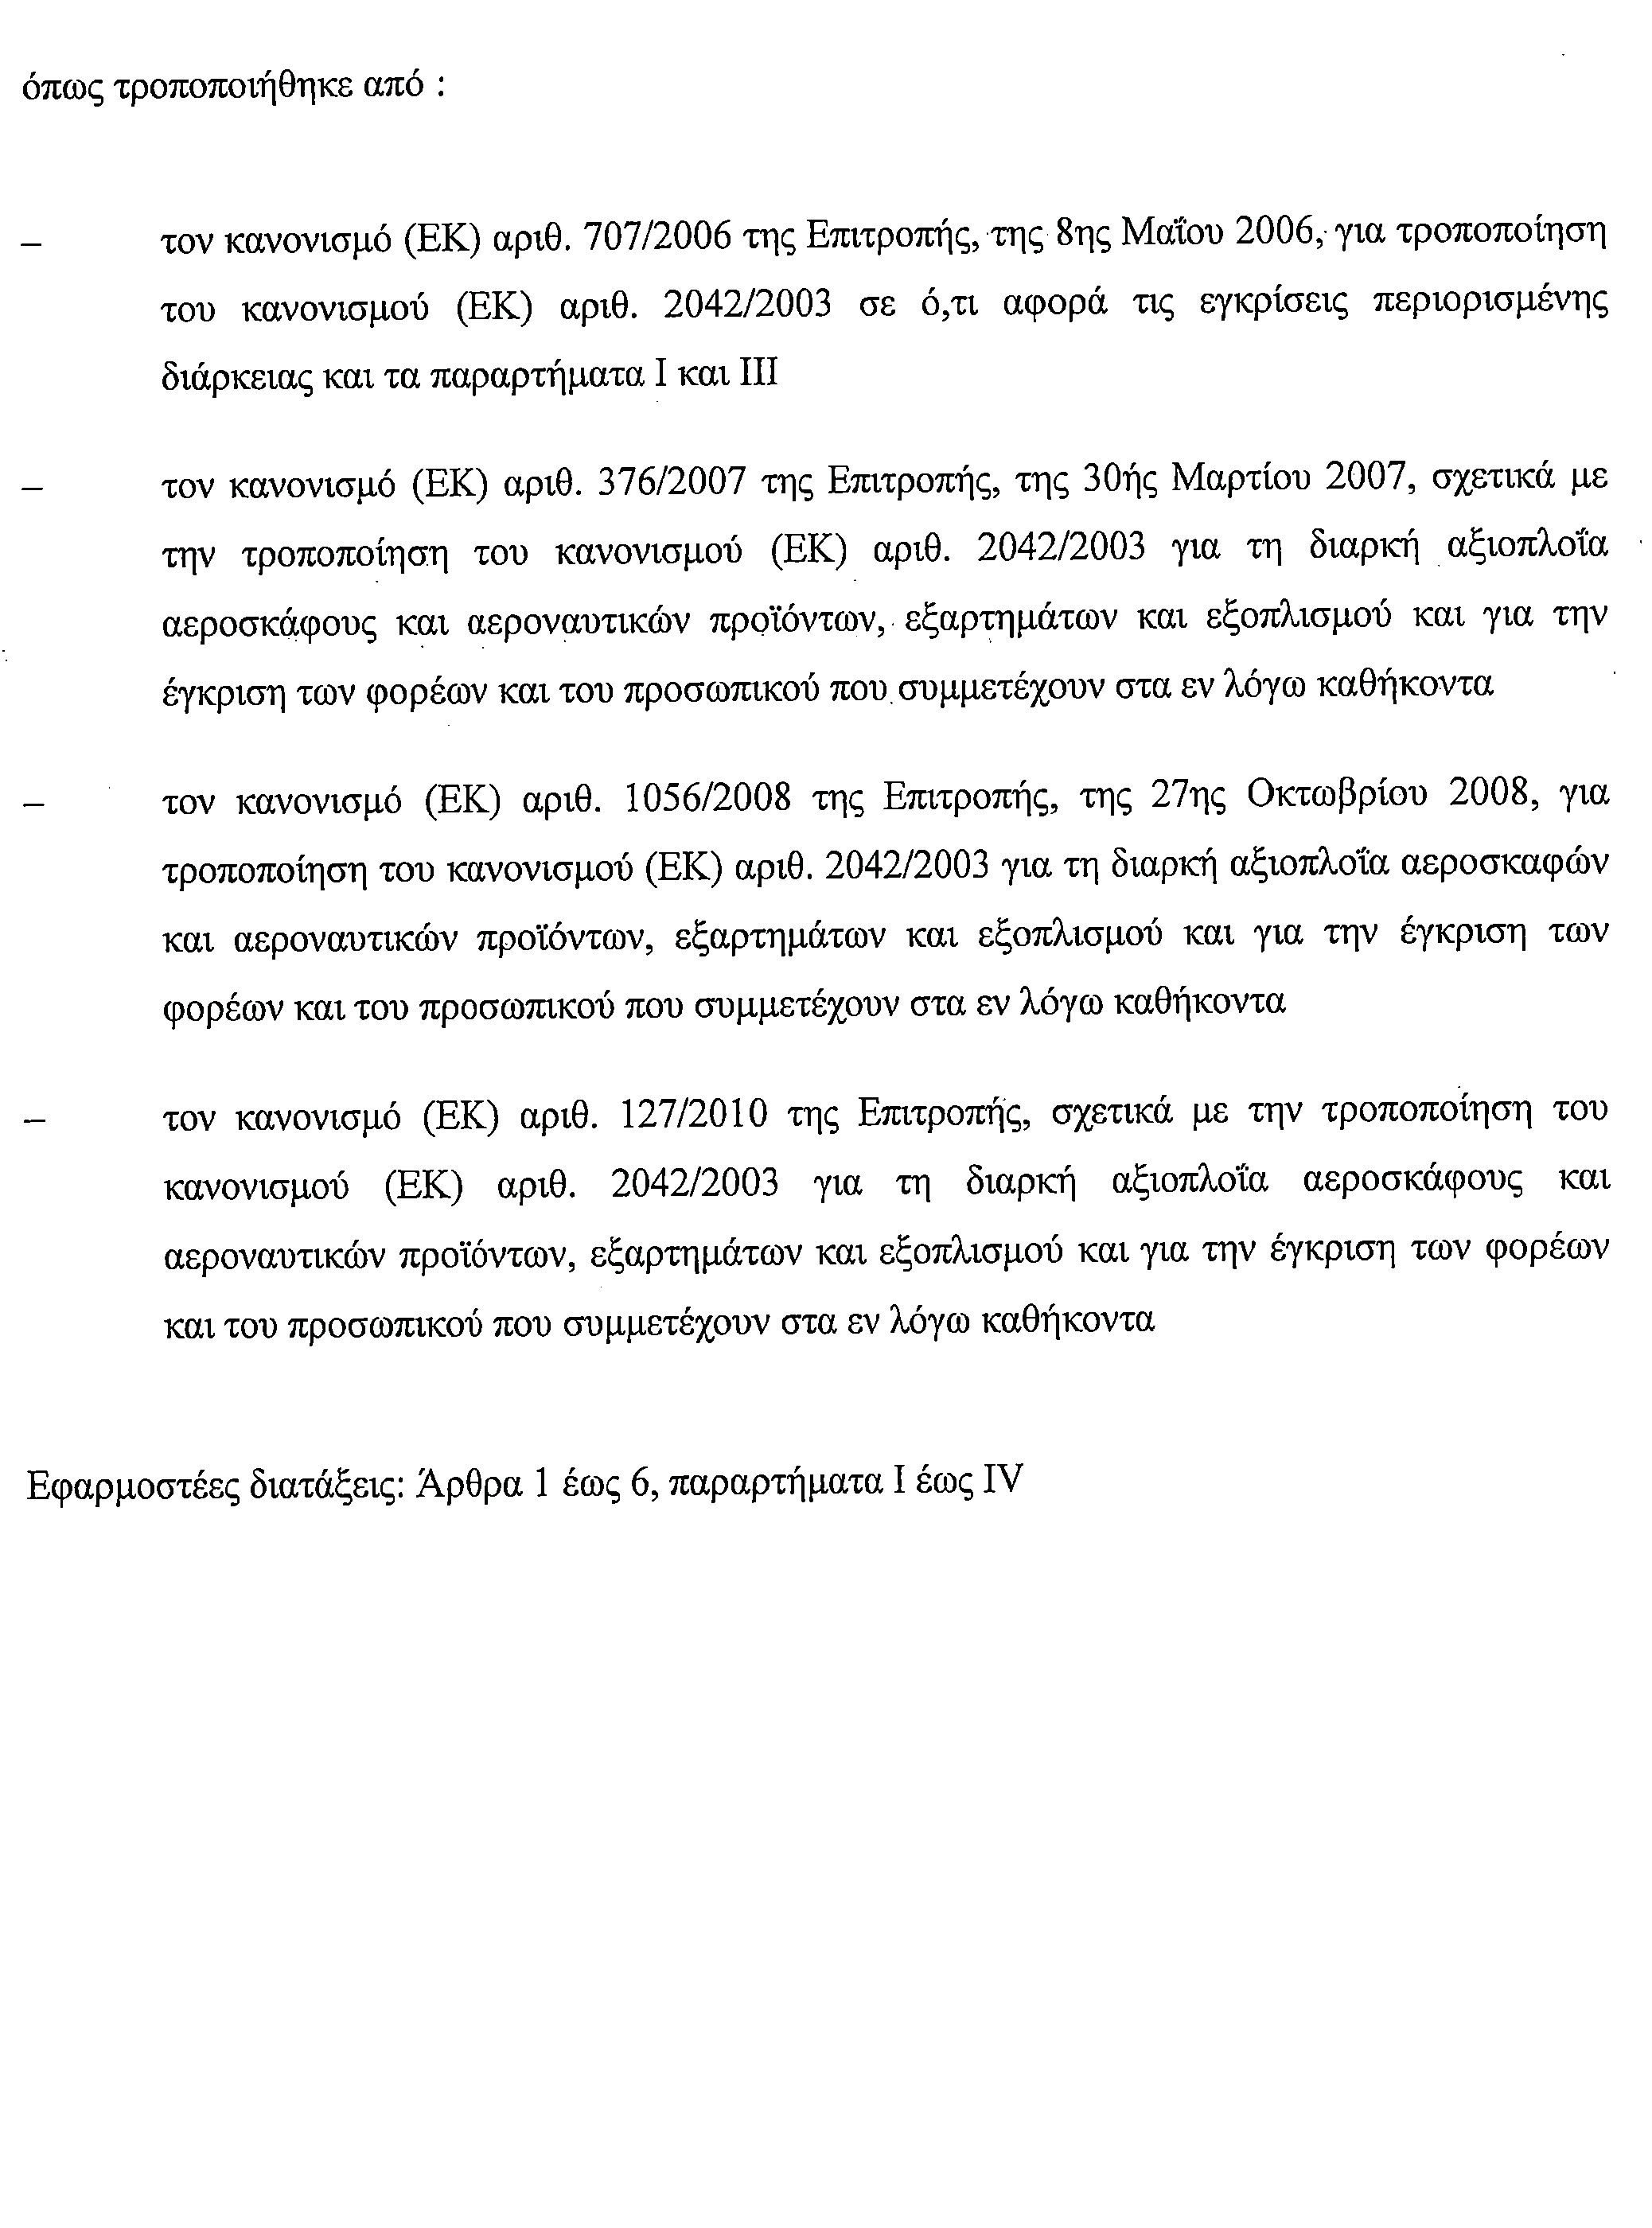 όπως τροποποιήθηκε από :
– τον κανονισμό (ΕΚ) αριθ. 707/2006 της Επιτροπής, της 8ης Μαΐου 2006, για τροποποίηση
του κανονισμού (ΕΚ) αριθ. 2042/2003 σε ό,τι αφορά τις εγκρίσεις περιορισμένης
διάρκειας και τα παραρτήματα I και III
– τον κανονισμό (ΕΚ) αριθ. 376/2007 της Επιτροπής, της 30ής Μαρτίου 2007, σχετικά με
την τροποποίηση του κανονισμού (ΕΚ) αριθ. 2042/2003 για τη διαρκή αξιοπλοΐα
αεροσκάφους και αεροναυτικών προϊόντων, εξαρτημάτων και εξοπλισμού και για την
έγκριση των φορέων και του προσωπικού που συμμετέχουν στα εν λόγω καθήκοντα
– τον κανονισμό (ΕΚ) αριθ. 1056/2008 της Επιτροπής, της 27ης Οκτωβρίου 2008, για
τροποποίηση του κανονισμού (ΕΚ) αριθ. 2042/2003 για τη διαρκή αξιοπλοΐα αεροσκαφών
και αεροναυτικών προϊόντων, εξαρτημάτων και εξοπλισμού και για την έγκριση των
φορέων και του προσωπικού που συμμετέχουν στα εν λόγω καθήκοντα
– τον κανονισμό (ΕΚ) αριθ. 127/2010 της Επιτροπής, σχετικά με την τροποποίηση του
κανονισμού (ΕΚ) αριθ. 2042/2003 για τη διαρκή αξιοπλοΐα αεροσκάφους και
αεροναυτικών προϊόντων, εξαρτημάτων και εξοπλισμού και για την έγκριση των φορέων
και του προσωπικού που συμμετέχουν στα εν λόγω καθήκοντα
Εφαρμοστέες διατάξεις: Άρθρα 1 έως 6, παραρτήματα I έως IV